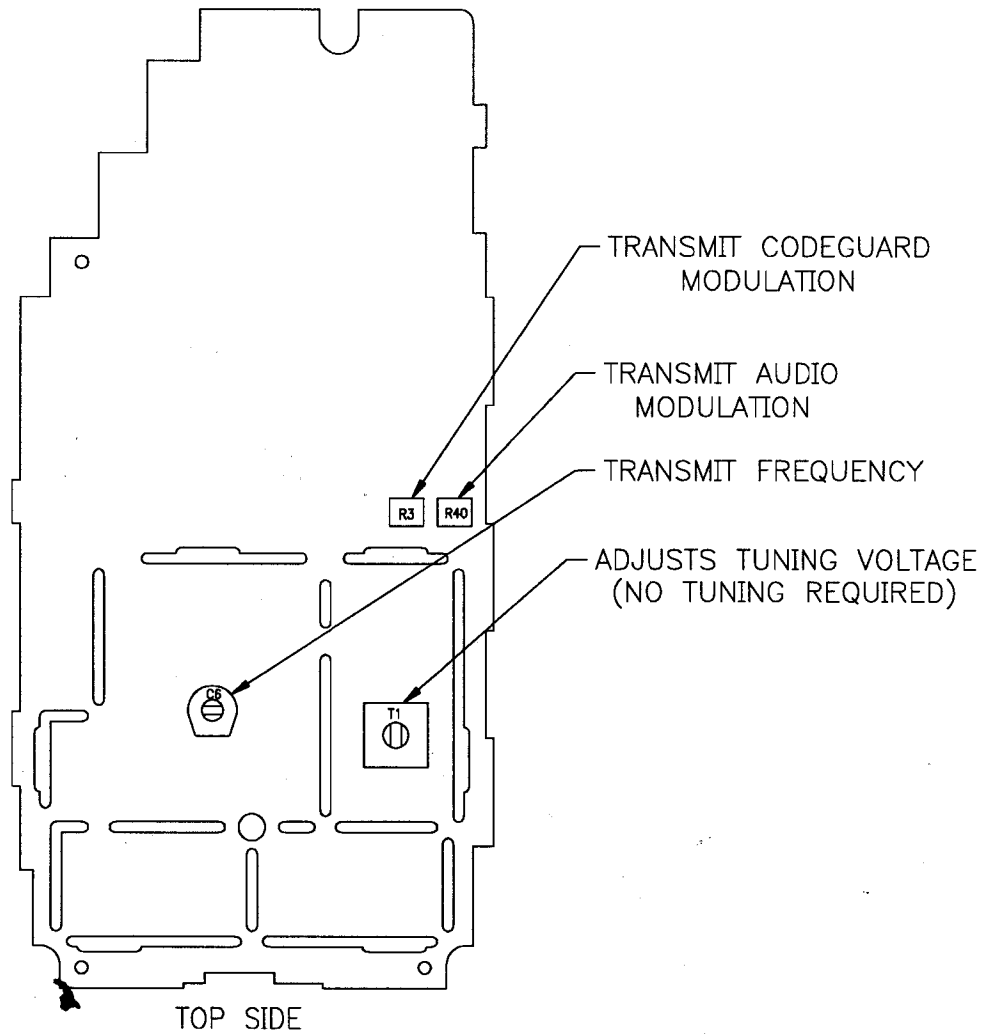 TRANSMIT CODEGUARD
MODULATION
TRANSMIT AUDIO
MODULATION
TRANSMIT FREQUENCY
R3
R40
ADJUSTS TUNING VOLTAGE
(NO TUNING REQUIRED)
C6
T1
TOP SIDE